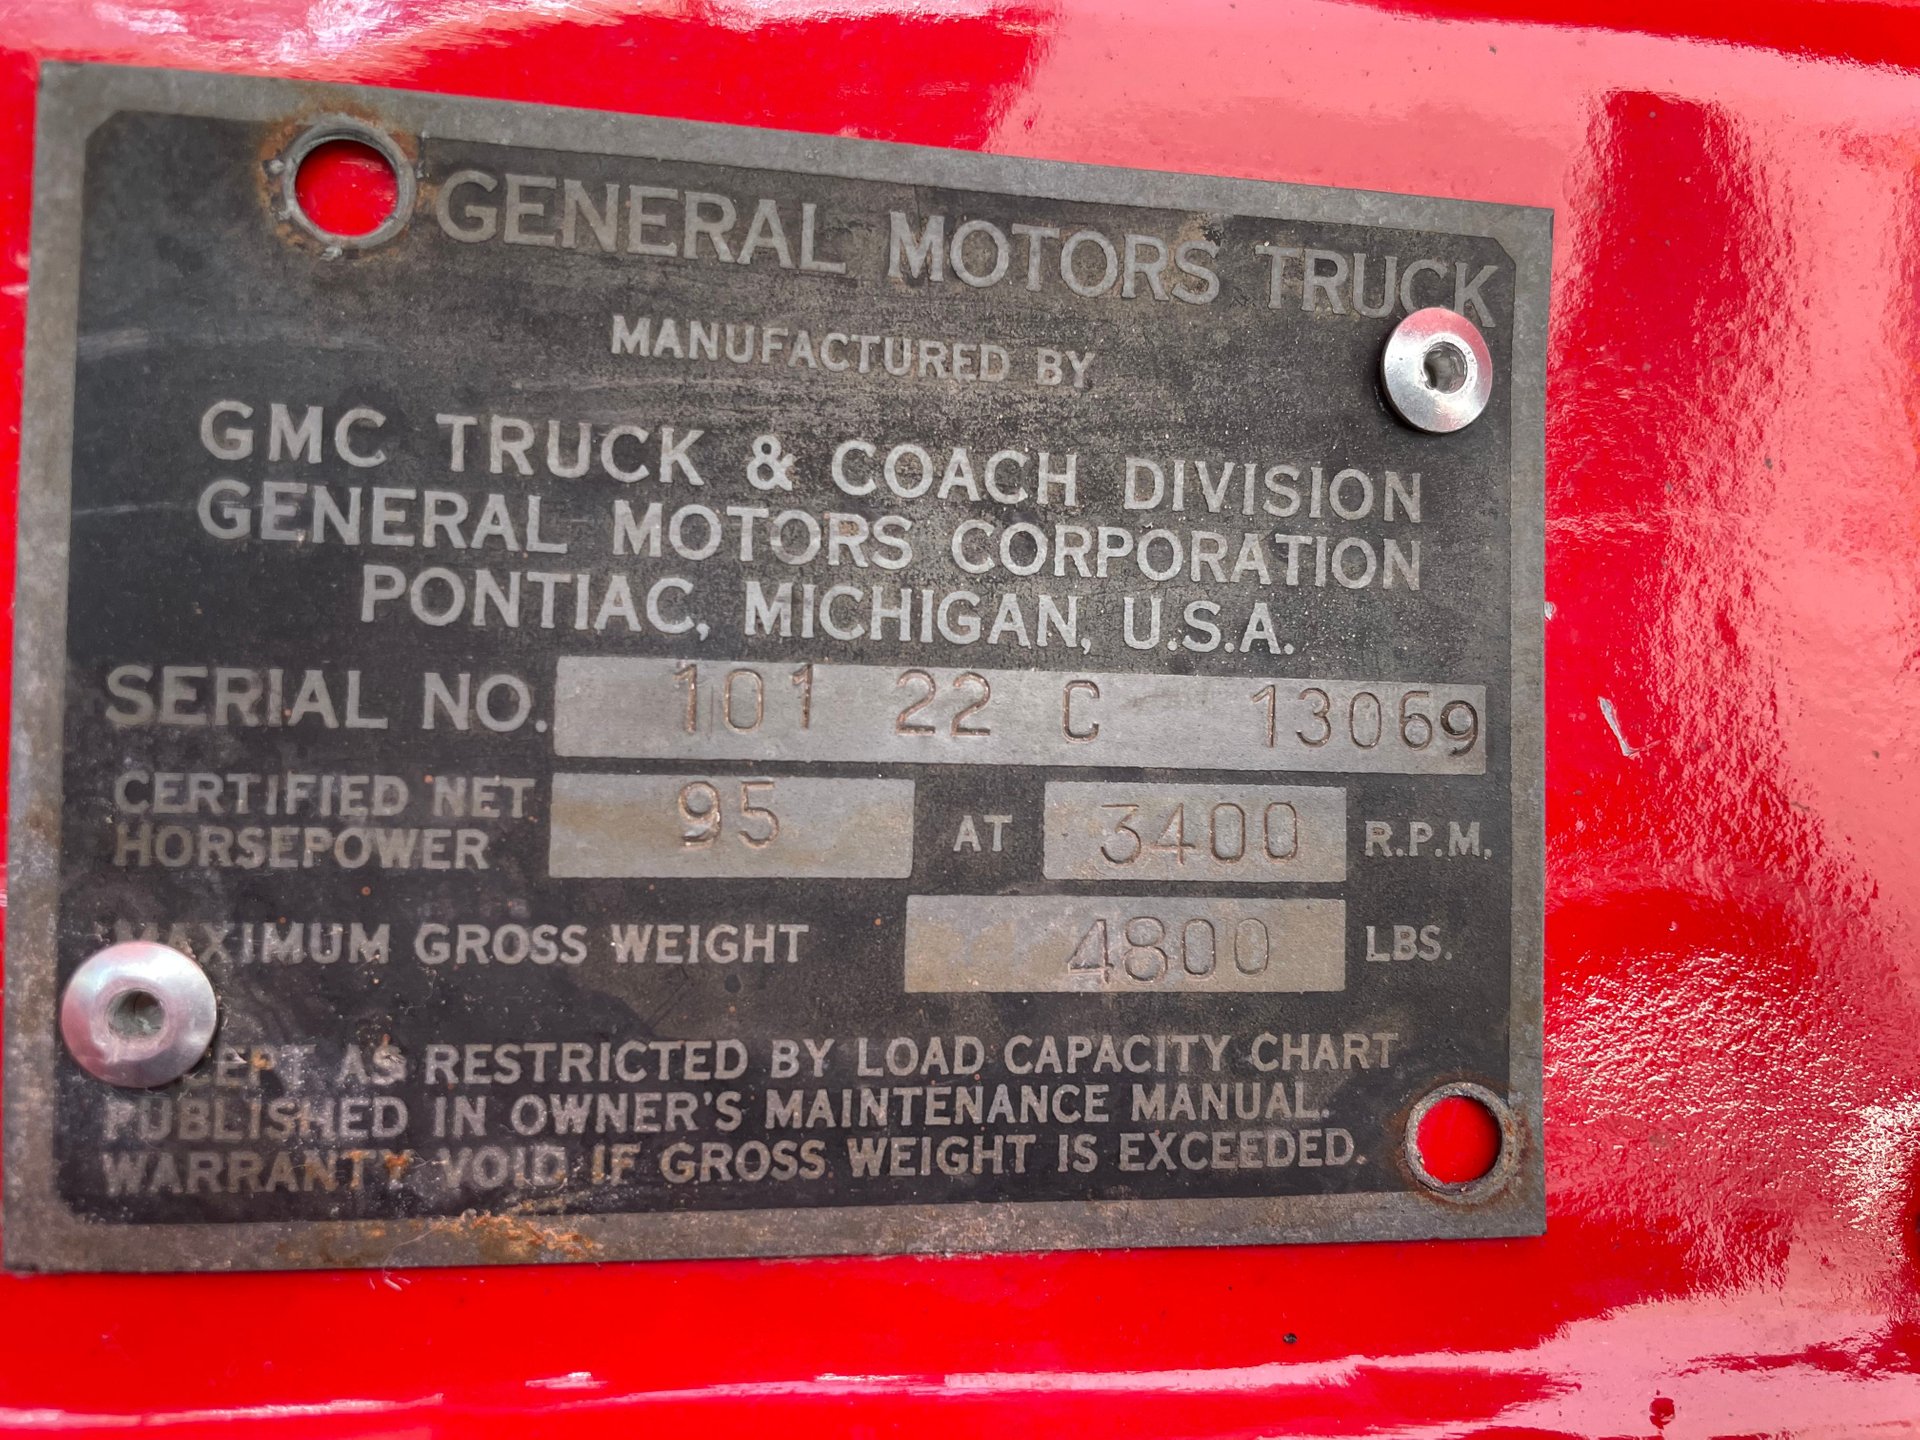 GENERAL MOTORS TRUCK
MANUFACTURED BY
GMC TRUCK & COACH DIVISION
GENERAL MOTORS CORPORATION
PONTIAC, MICHIGAN, U.S.A.
SERIAL NO. 101 22 C 13069
CERTIFIED NET HORSEPOWER 95 AT 3400 R.P.M.
MAXIMUM GROSS WEIGHT 4800 LBS.
EXCEPT AS RESTRICTED BY LOAD CAPACITY CHART
PUBLISHED IN OWNER'S MAINTENANCE MANUAL.
WARRANTY VOID IF GROSS WEIGHT IS EXCEEDED.